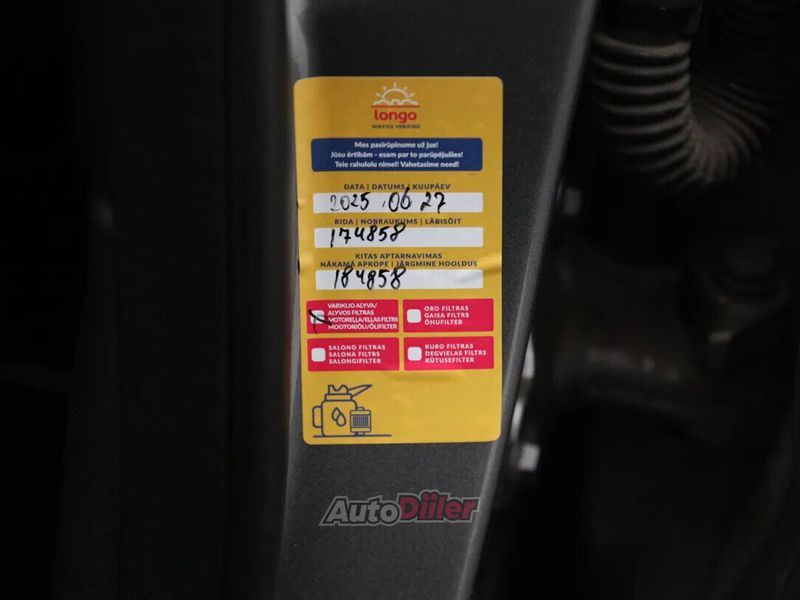 longo
SERVICE VERIFIED
Mes pasirūpinome už jus!
Jūsu ērtībām - esam par to parūpējušies!
Teie rahulolu nimel! Vahetasime need!
DATA | DATUMS | KUUPÄEV
2025.06 27
RIDA | NOBRAUKUMS | LÄBISÕIT
174858
KITAS APTARNAVIMAS
NĀKAMĀ APKOPE | JÄRGMINE HOOLDUS
184858
VARIKLIO ALYVA/
ALYVOS FILTRAS
MOTOREĻĻA/EĻĻAS FILTRS
MOOTORIÕLI/ÕLIFILTER
ORO FILTRAS
GAISA FILTRS
ÕHUFILTER
SALONO FILTRAS
SALONA FILTRS
SALONGIFILTER
KURO FILTRAS
DEGVIELAS FILTRS
KÜTUSEFILTER
AutoDiiler